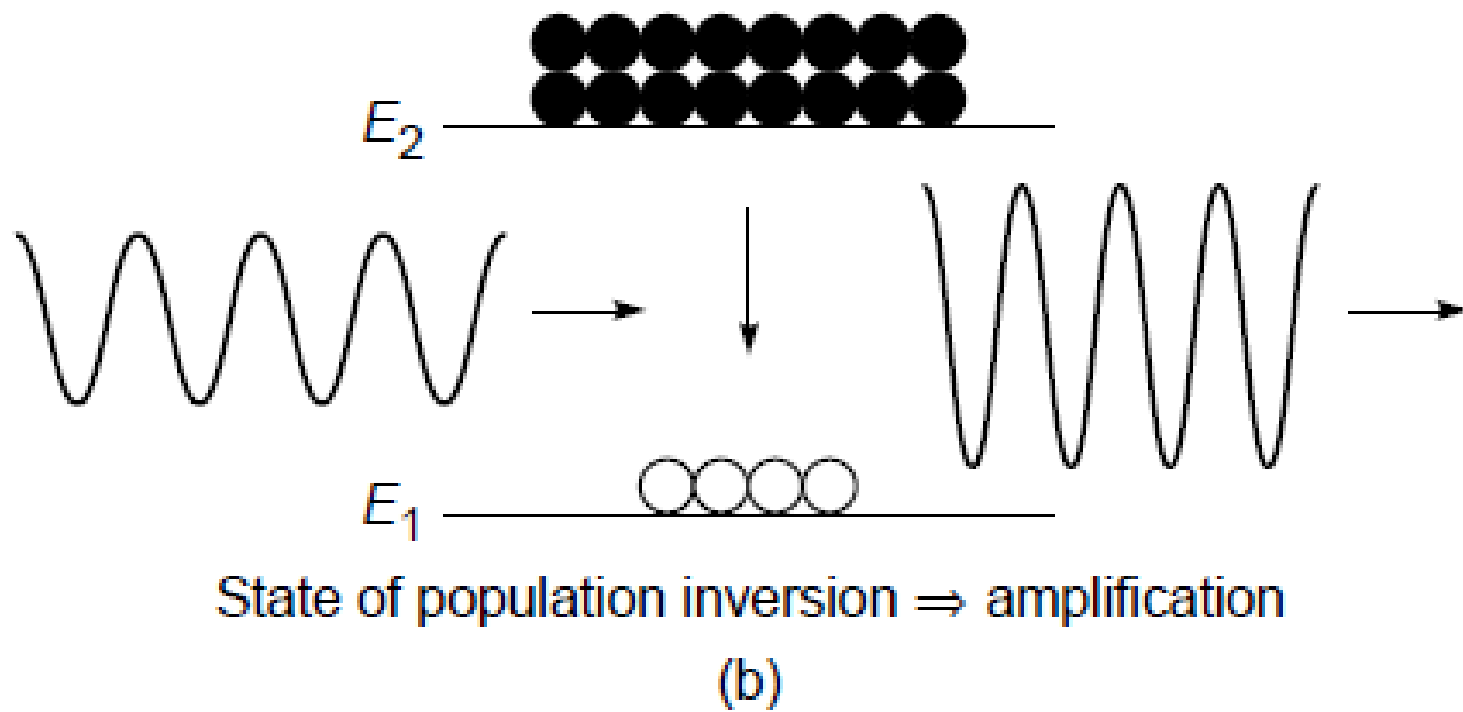 E₂
E₁
State of population inversion ⇒ amplification
(b)